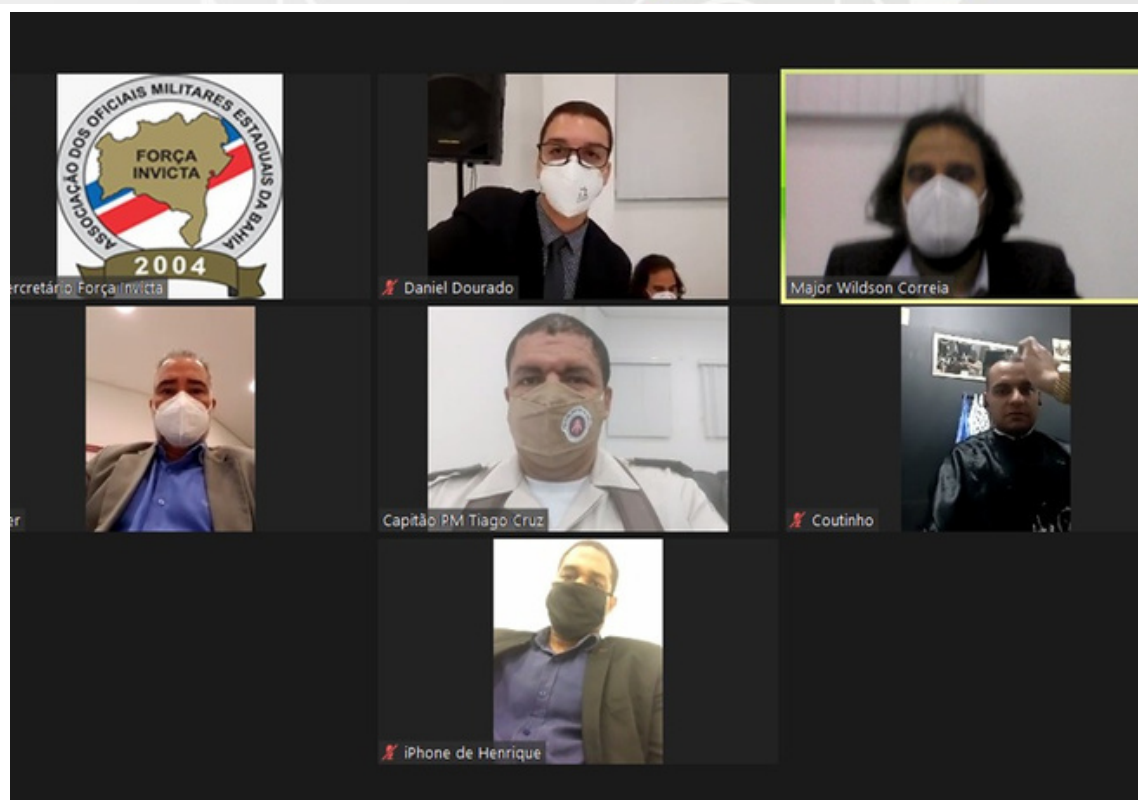 ASSOCIAÇÃO DOS OFICIAIS MILITARES ESTADUAIS DA BAHIA
FORÇA
INVICTA
2004
ercretário Força Invicta
Daniel Dourado
Major Wildson Correia
er
Capitão PM Tiago Cruz
Coutinho
iPhone de Henrique